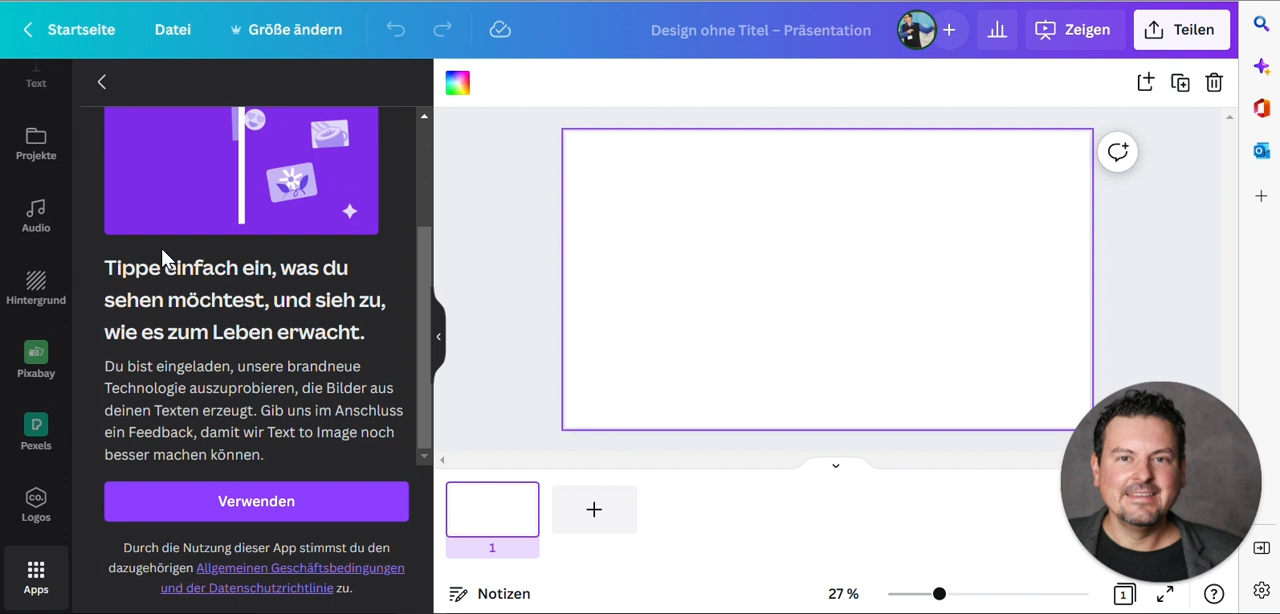 Startseite
Datei
Größe ändern
Design ohne Titel – Präsentation
Zeigen
Teilen
Text
Projekte
Audio
Hintergrund
Pixabay
Pexels
co.
Logos
Apps
Tippe einfach ein, was du
sehen möchtest, und sieh zu,
wie es zum Leben erwacht.
Du bist eingeladen, unsere brandneue
Technologie auszuprobieren, die Bilder aus
deinen Texten erzeugt. Gib uns im Anschluss
ein Feedback, damit wir Text to Image noch
besser machen können.
Verwenden
Durch die Nutzung dieser App stimmst du den
dazugehörigen Allgemeinen Geschäftsbedingungen
und der Datenschutzrichtlinie zu.
1
Notizen
27 %
1